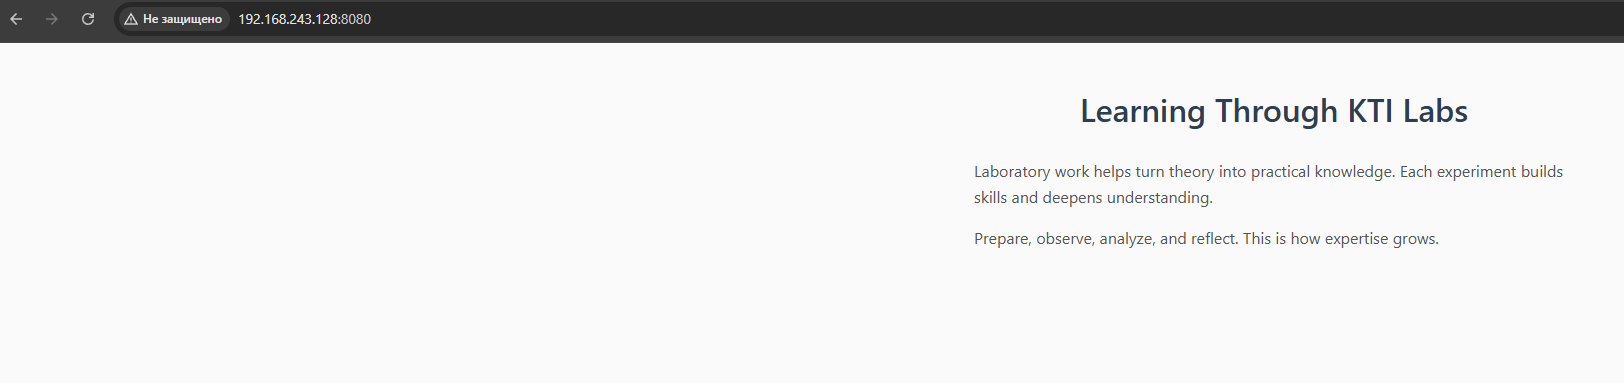 Не защищено 192.168.243.128:8080
Learning Through KTI Labs
Laboratory work helps turn theory into practical knowledge. Each experiment builds
skills and deepens understanding.
Prepare, observe, analyze, and reflect. This is how expertise grows.